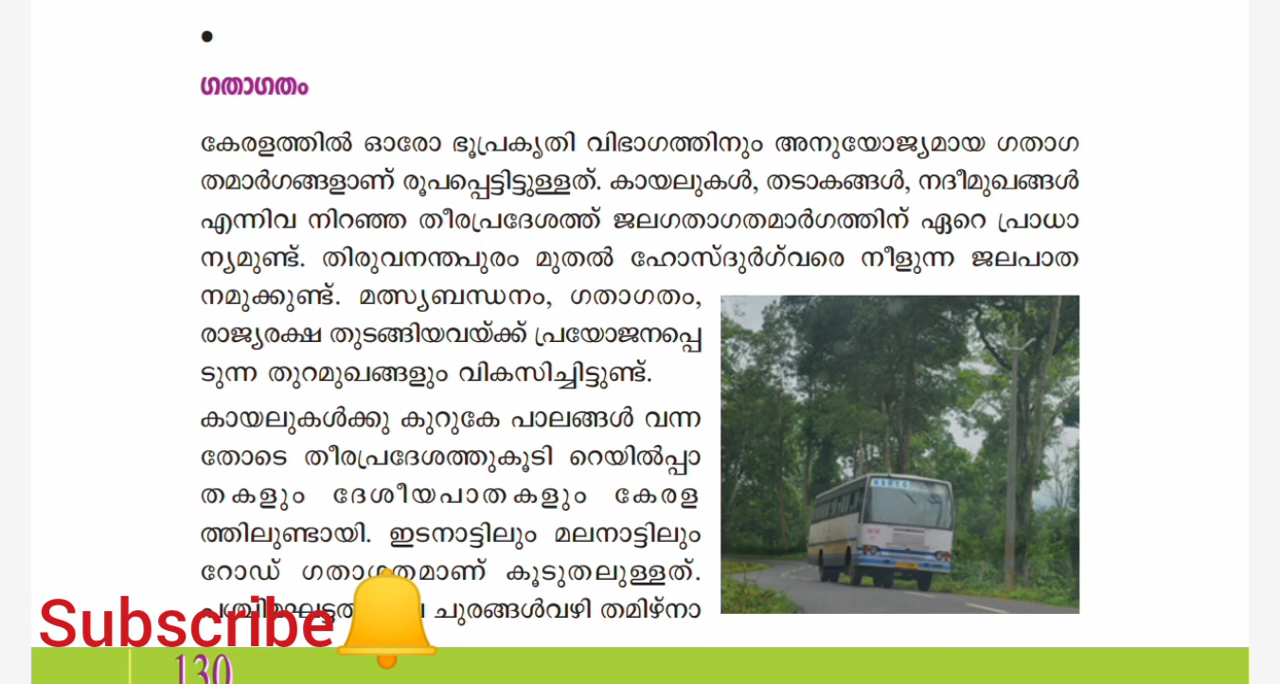 ഗതാഗതം
കേരളത്തിൽ ഓരോ ഭൂപ്രകൃതി വിഭാഗത്തിനും അനുയോജ്യമായ ഗതാഗ
തമാർഗങ്ങളാണ് രൂപപ്പെട്ടിട്ടുള്ളത്. കായലുകൾ, തടാകങ്ങൾ, നദീമുഖങ്ങൾ
എന്നിവ നിറഞ്ഞ തീരപ്രദേശത്ത് ജലഗതാഗതമാർഗത്തിന് ഏറെ പ്രാധാ
ന്യമുണ്ട്. തിരുവനന്തപുരം മുതൽ ഹോസ്ദുർഗ്‌വരെ നീളുന്ന ജലപാത
നമുക്കുണ്ട്. മത്സ്യബന്ധനം, ഗതാഗതം,
രാജ്യരക്ഷ തുടങ്ങിയവയ്ക്ക് പ്രയോജനപ്പെ
ടുന്ന തുറമുഖങ്ങളും വികസിച്ചിട്ടുണ്ട്.
കായലുകൾക്കു കുറുകേ പാലങ്ങൾ വന്ന
തോടെ തീരപ്രദേശത്തുകൂടി റെയിൽപ്പാ
തകളും ദേശീയപാതകളും കേരള
ത്തിലുണ്ടായി. ഇടനാട്ടിലും മലനാട്ടിലും
റോഡ് ഗതാഗതമാണ് കൂടുതലുള്ളത്.
ചുരങ്ങൾവഴി തമിഴ്നാ
Subscribe
130
K.S.R.T.C